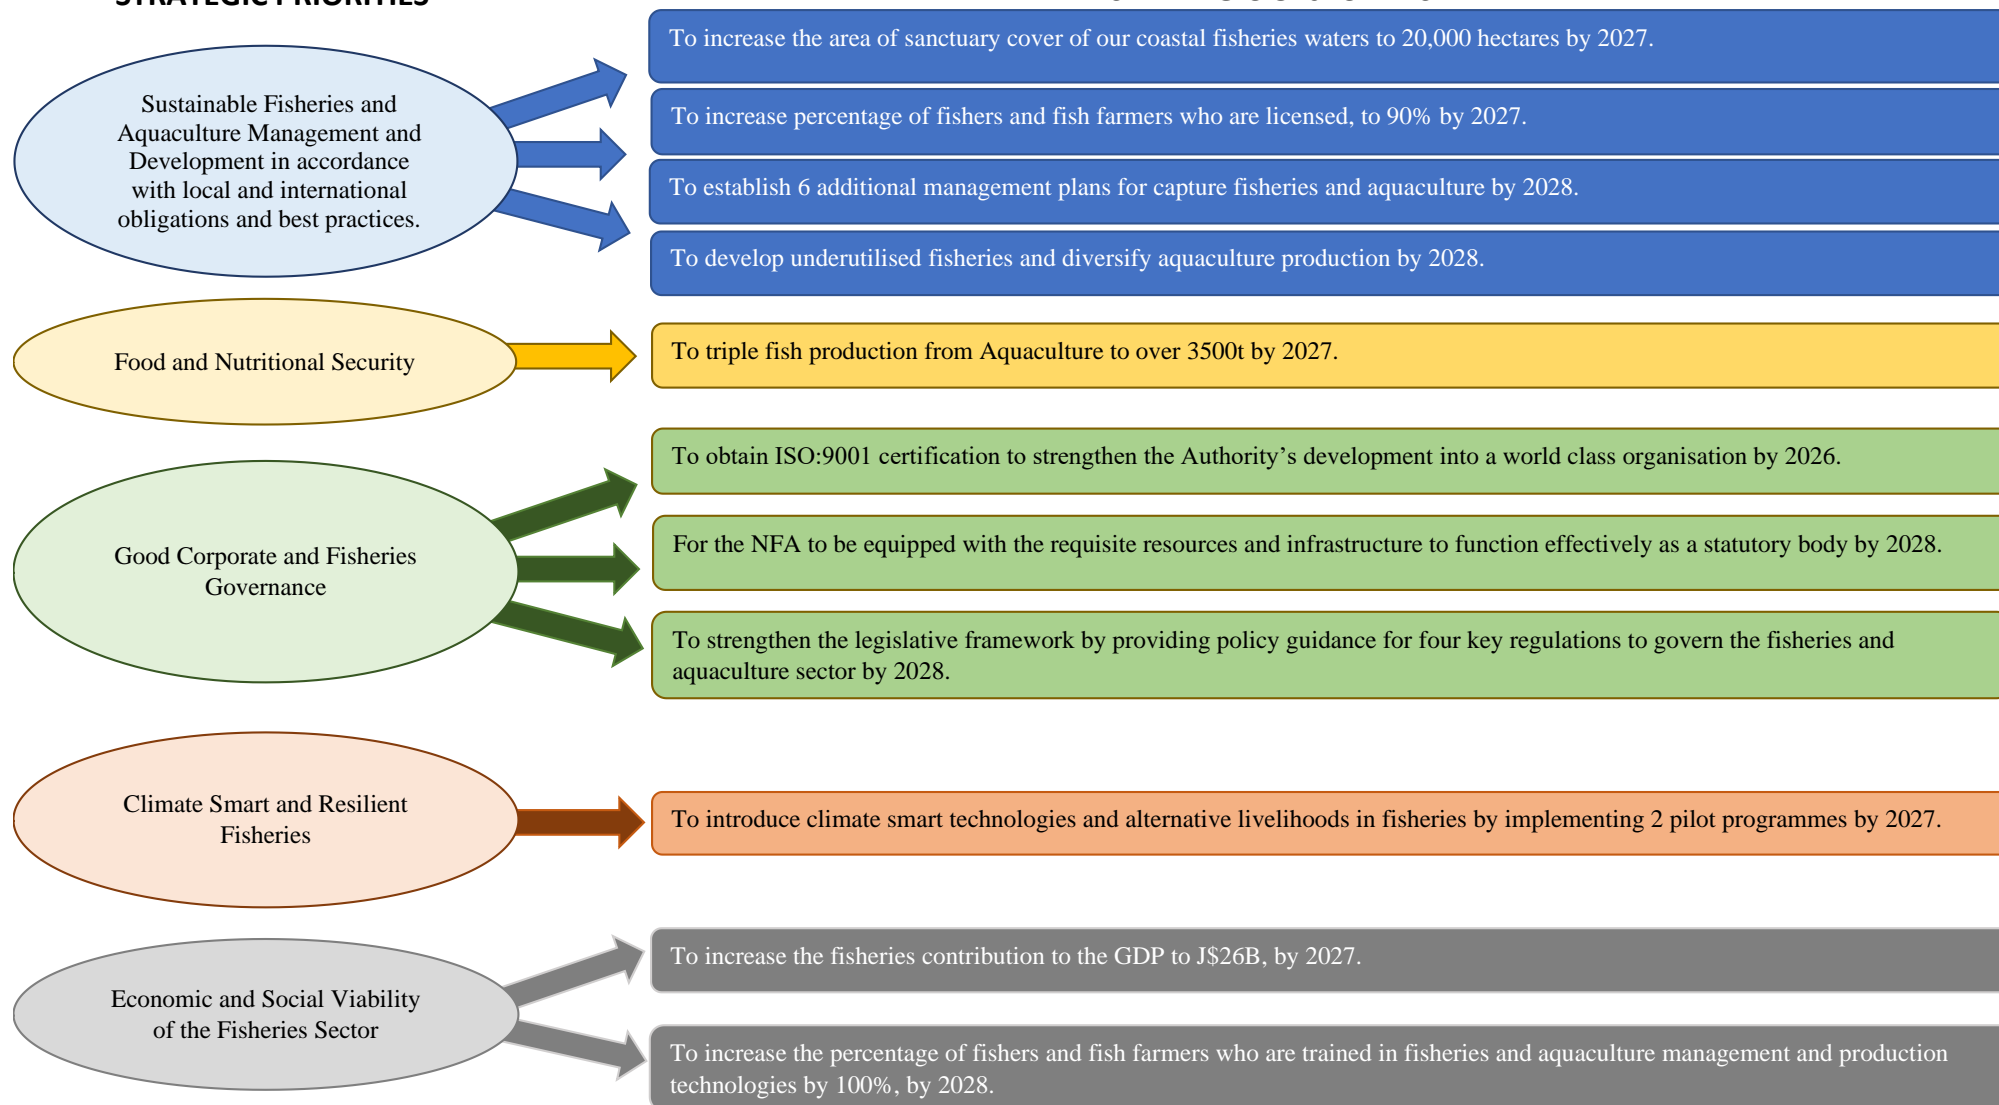 STRATEGIC PRIORITIES
To increase the area of sanctuary cover of our coastal fisheries waters to 20,000 hectares by 2027.
Sustainable Fisheries and
Aquaculture Management and
Development in accordance
with local and international
obligations and best practices.
To increase percentage of fishers and fish farmers who are licensed, to 90% by 2027.
To establish 6 additional management plans for capture fisheries and aquaculture by 2028.
To develop underutilised fisheries and diversify aquaculture production by 2028.
Food and Nutritional Security
To triple fish production from Aquaculture to over 3500t by 2027.
Good Corporate and Fisheries
Governance
To obtain ISO:9001 certification to strengthen the Authority’s development into a world class organisation by 2026.
For the NFA to be equipped with the requisite resources and infrastructure to function effectively as a statutory body by 2028.
To strengthen the legislative framework by providing policy guidance for four key regulations to govern the fisheries and
aquaculture sector by 2028.
Climate Smart and Resilient
Fisheries
To introduce climate smart technologies and alternative livelihoods in fisheries by implementing 2 pilot programmes by 2027.
Economic and Social Viability
of the Fisheries Sector
To increase the fisheries contribution to the GDP to J$26B, by 2027.
To increase the percentage of fishers and fish farmers who are trained in fisheries and aquaculture management and production
technologies by 100%, by 2028.